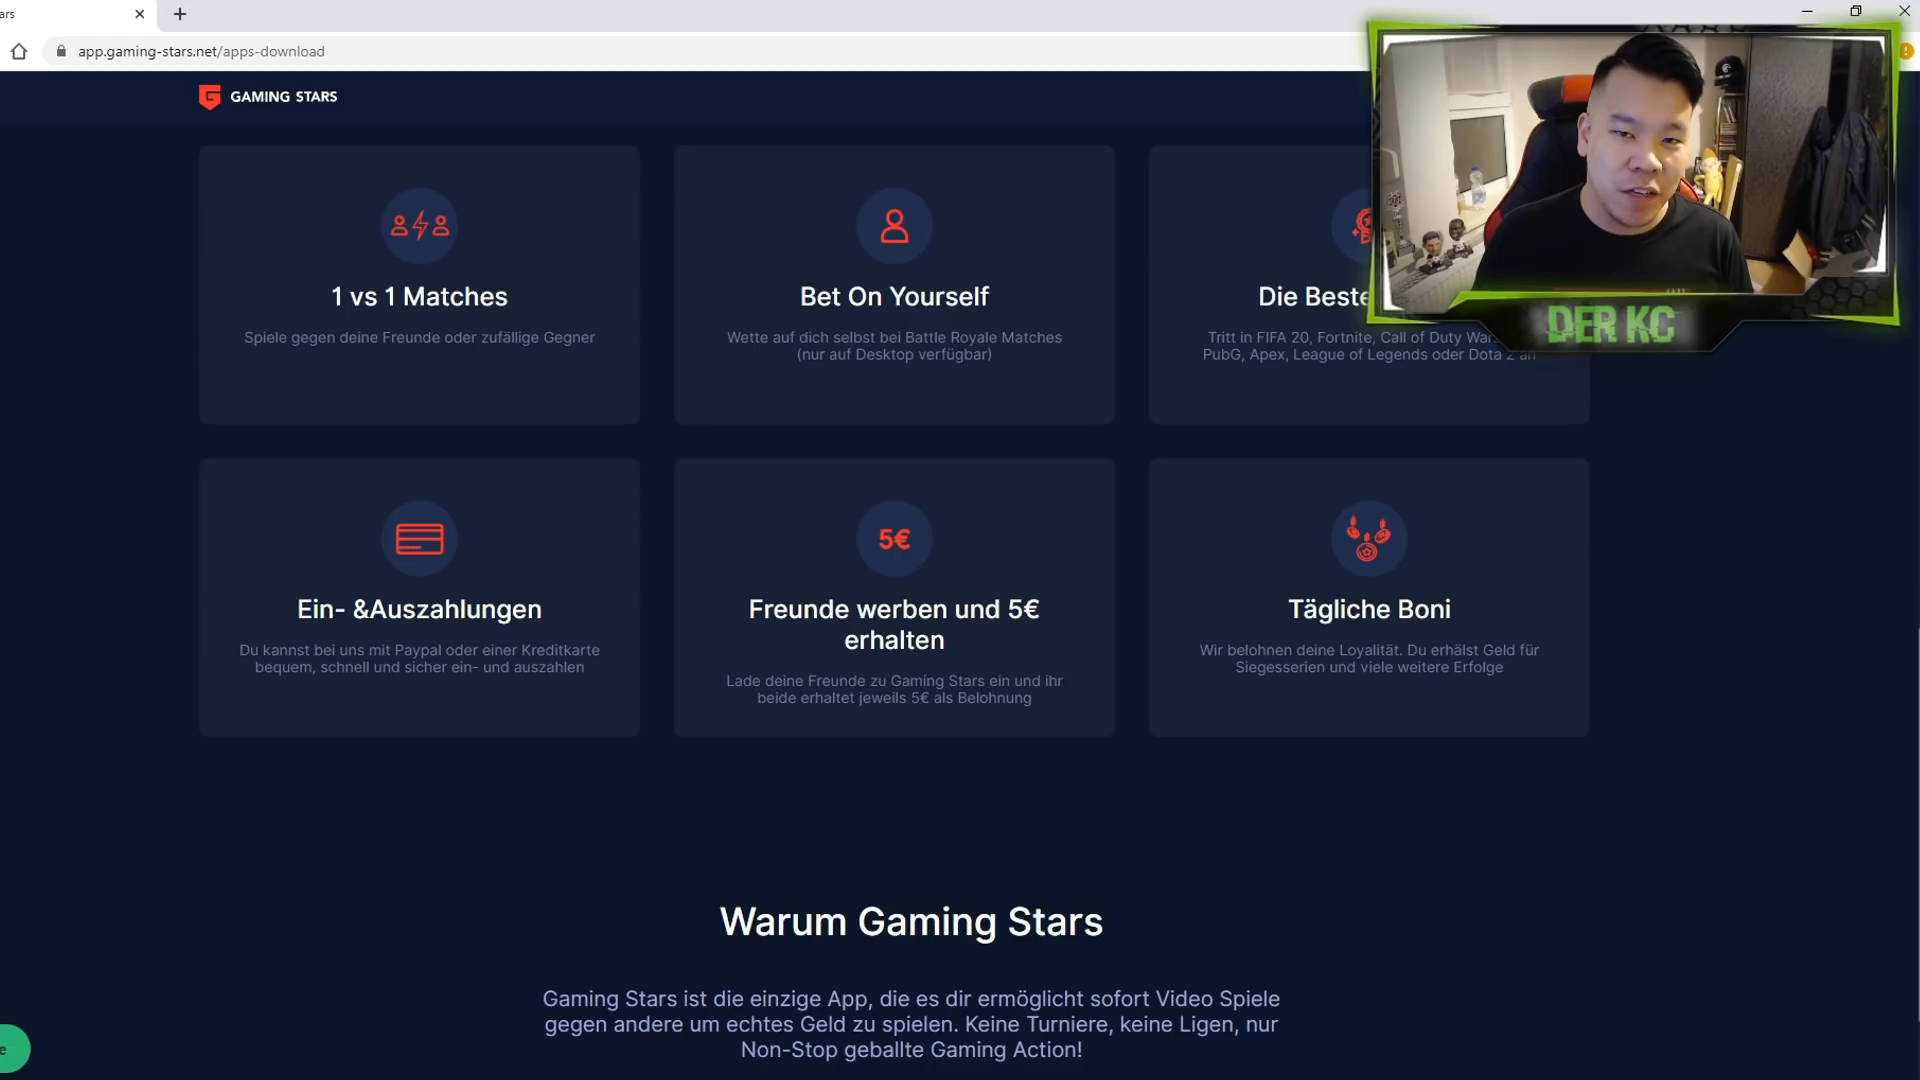 ars
app.gaming-stars.net/apps-download
GAMING STARS
1 vs 1 Matches
Spiele gegen deine Freunde oder zufällige Gegner
Bet On Yourself
Wette auf dich selbst bei Battle Royale Matches
(nur auf Desktop verfügbar)
Die Beste
Tritt in FIFA 20, Fortnite, Call of Duty War
PubG, Apex, League of Legends oder Dota 2 an
DER KC
Ein- &Auszahlungen
Du kannst bei uns mit Paypal oder einer Kreditkarte
bequem, schnell und sicher ein- und auszahlen
5€
Freunde werben und 5€
erhalten
Lade deine Freunde zu Gaming Stars ein und ihr
beide erhaltet jeweils 5€ als Belohnung
Tägliche Boni
Wir belohnen deine Loyalität. Du erhälst Geld für
Siegesserien und viele weitere Erfolge
Warum Gaming Stars
Gaming Stars ist die einzige App, die es dir ermöglicht sofort Video Spiele
gegen andere um echtes Geld zu spielen. Keine Turniere, keine Ligen, nur
Non-Stop geballte Gaming Action!
e